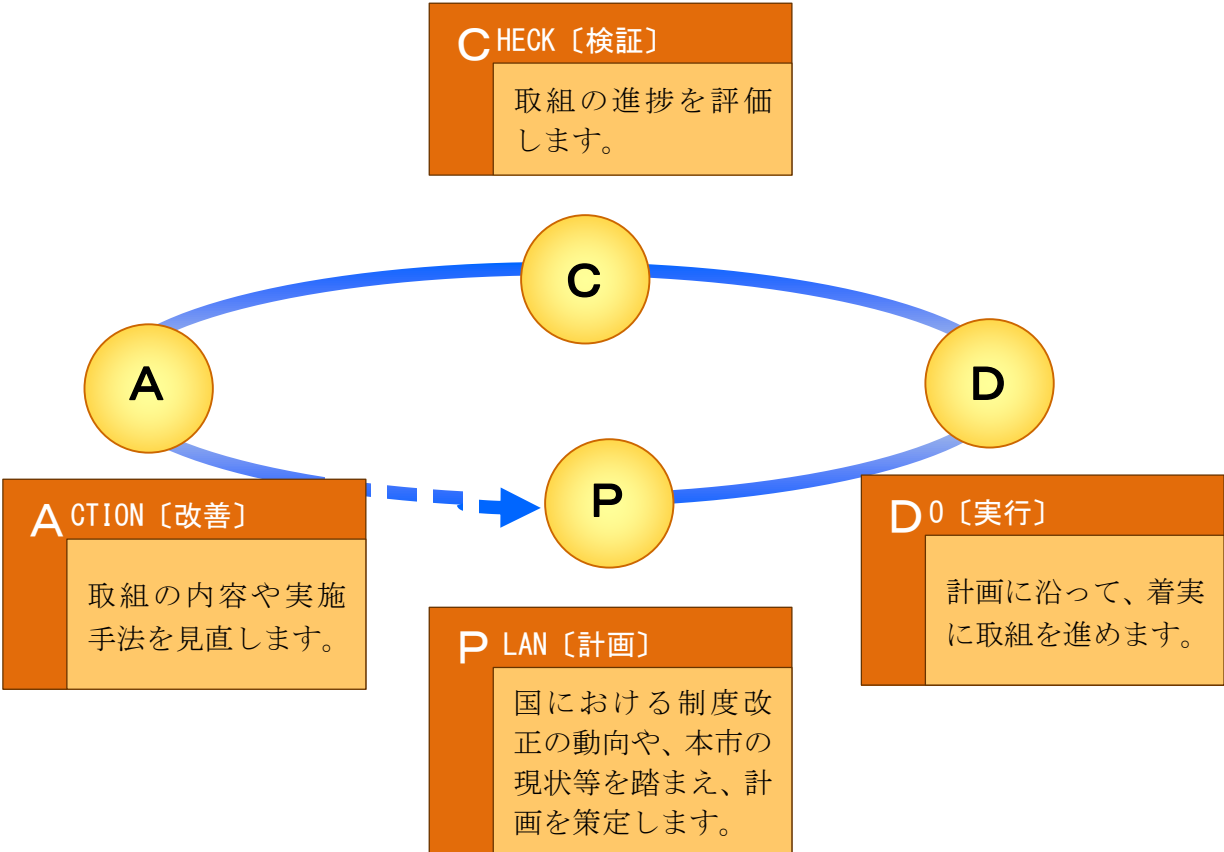 CHECK〔検証〕
取組の進捗を評価
します。
C
A
D
P
ACTION〔改善〕
取組の内容や実施
手法を見直します。
DO〔実行〕
計画に沿って、着実
に取組を進めます。
PLAN〔計画〕
国における制度改
正の動向や、本市の
現状等を踏まえ、計
画を策定します。